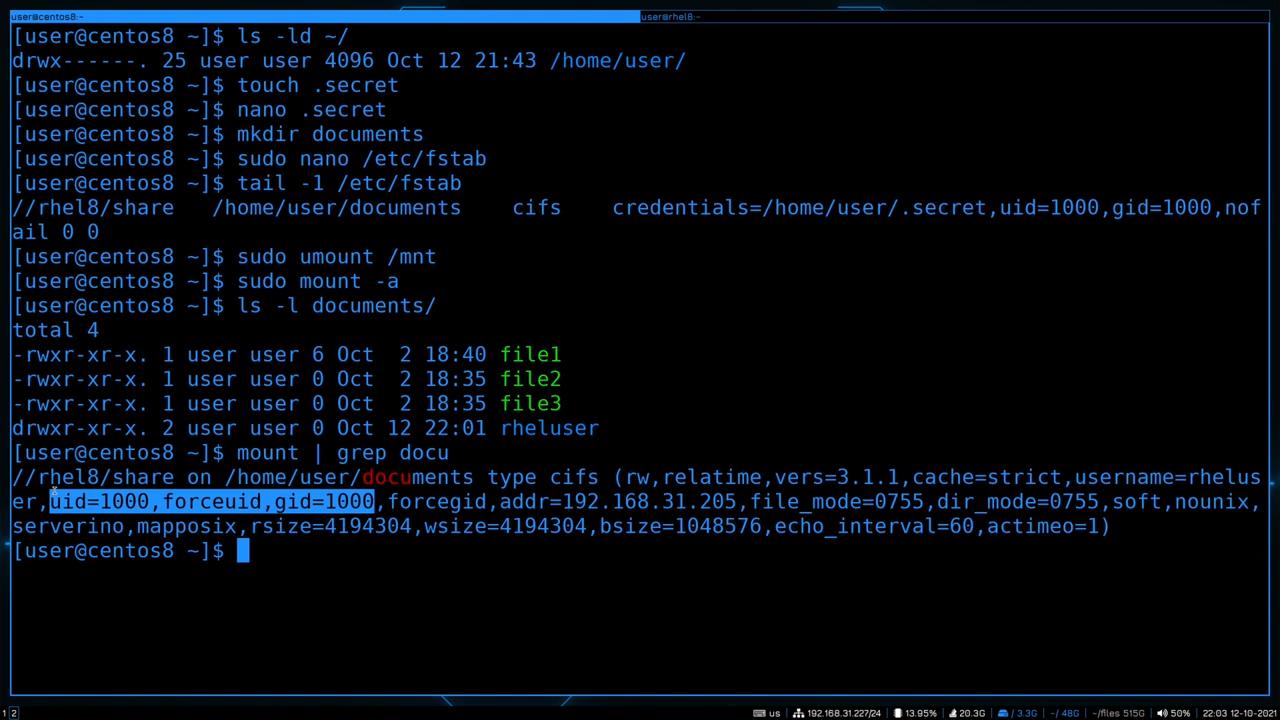 user@centos8:~ user@rhel8:~
[user@centos8 ~]$ ls -ld ~/
drwx------. 25 user user 4096 Oct 12 21:43 /home/user/
[user@centos8 ~]$ touch .secret
[user@centos8 ~]$ nano .secret
[user@centos8 ~]$ mkdir documents
[user@centos8 ~]$ sudo nano /etc/fstab
[user@centos8 ~]$ tail -1 /etc/fstab
//rhel8/share   /home/user/documents    cifs    credentials=/home/user/.secret,uid=1000,gid=1000,nof
ail 0 0
[user@centos8 ~]$ sudo umount /mnt
[user@centos8 ~]$ sudo mount -a
[user@centos8 ~]$ ls -l documents/
total 4
-rwxr-xr-x. 1 user user 6 Oct  2 18:40 file1
-rwxr-xr-x. 1 user user 0 Oct  2 18:35 file2
-rwxr-xr-x. 1 user user 0 Oct  2 18:35 file3
drwxr-xr-x. 2 user user 0 Oct 12 22:01 rheluser
[user@centos8 ~]$ mount | grep docu
//rhel8/share on /home/user/documents type cifs (rw,relatime,vers=3.1.1,cache=strict,username=rhelus
er,uid=1000,forceuid,gid=1000,forcegid,addr=192.168.31.205,file_mode=0755,dir_mode=0755,soft,nounix,
serverino,mapposix,rsize=4194304,wsize=4194304,bsize=1048576,echo_interval=60,actimeo=1)
[user@centos8 ~]$
1 2 us 192.168.31.227/24 13.95% 20.3G / 3.3G ~/ 48G ~/files 515G 50% 22:03 12-10-2021